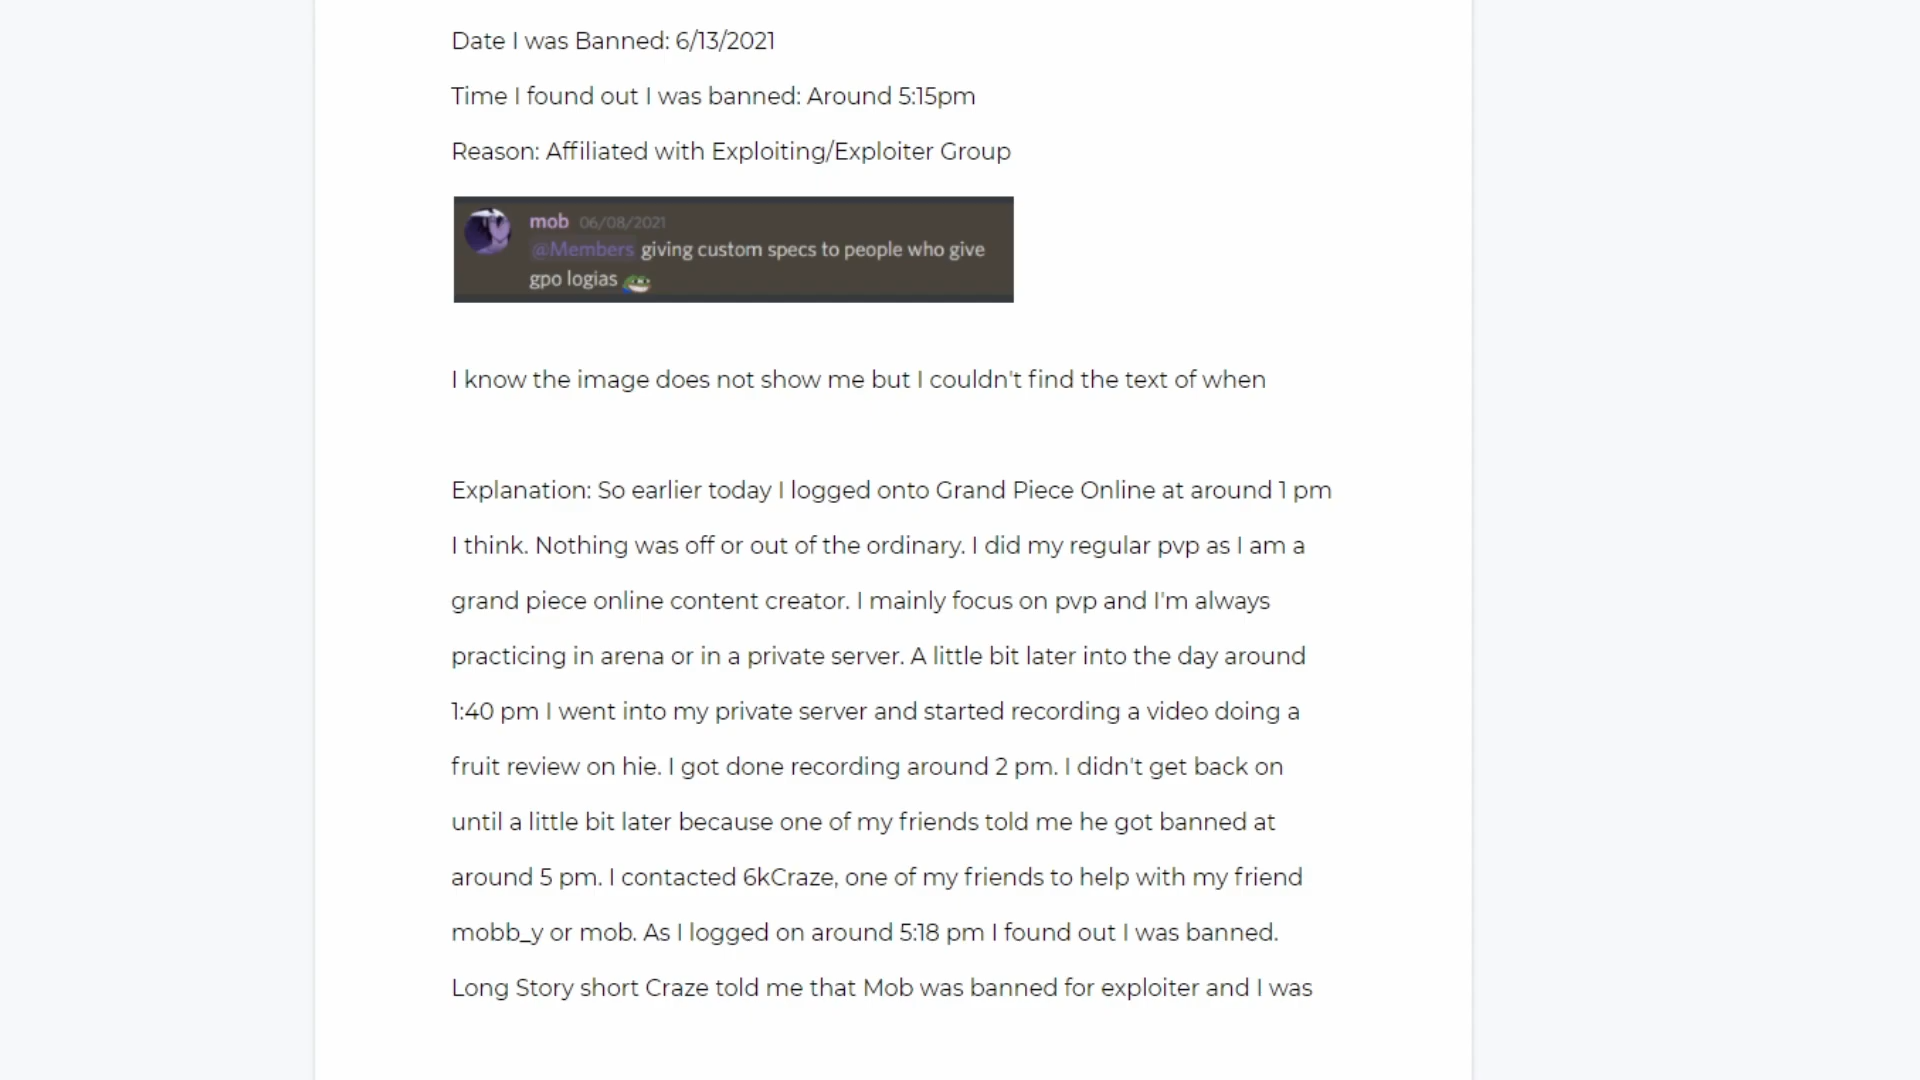 Date I was Banned: 6/13/2021
Time I found out I was banned: Around 5:15pm
Reason: Affiliated with Exploiting/Exploiter Group
mob 06/08/2021
@Members giving custom specs to people who give
gpo logias
I know the image does not show me but I couldn't find the text of when
Explanation: So earlier today I logged onto Grand Piece Online at around 1 pm
I think. Nothing was off or out of the ordinary. I did my regular pvp as I am a
grand piece online content creator. I mainly focus on pvp and I'm always
practicing in arena or in a private server. A little bit later into the day around
1:40 pm I went into my private server and started recording a video doing a
fruit review on hie. I got done recording around 2 pm. I didn't get back on
until a little bit later because one of my friends told me he got banned at
around 5 pm. I contacted 6kCraze, one of my friends to help with my friend
mobb_y or mob. As I logged on around 5:18 pm I found out I was banned.
Long Story short Craze told me that Mob was banned for exploiter and I was